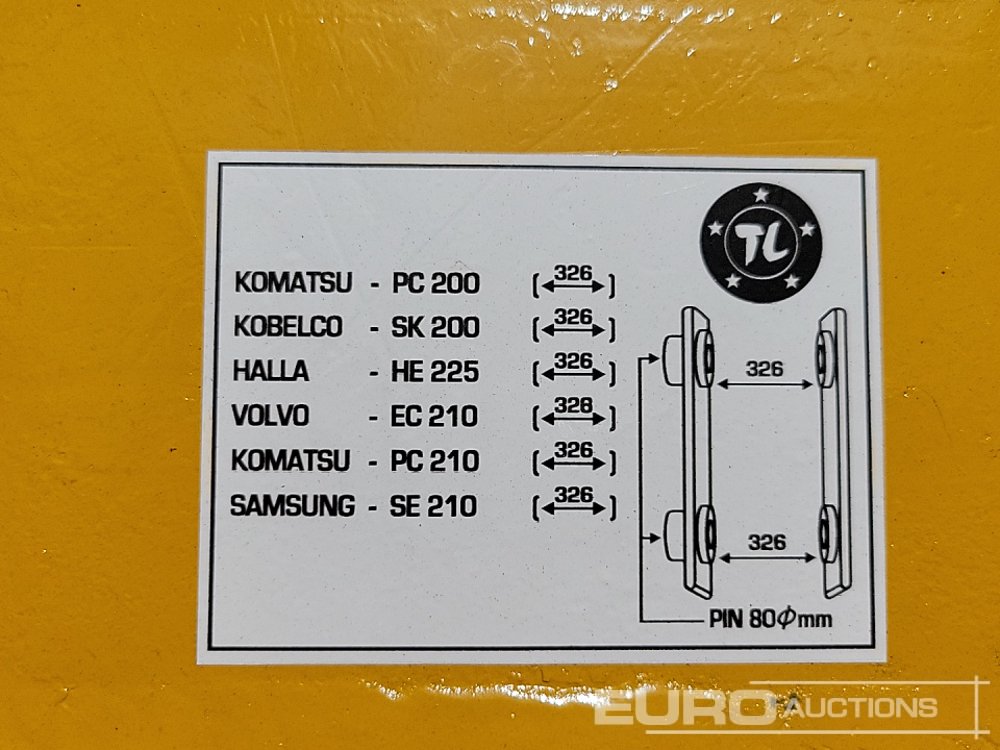 TL
KOMATSU - PC 200 [326]
KOBELCO - SK 200 [326]
HALLA - HE 225 [326]
VOLVO - EC 210 [326]
KOMATSU - PC 210 [326]
SAMSUNG - SE 210 [326]
326
326
PIN 80Φmm
EURO AUCTIONS